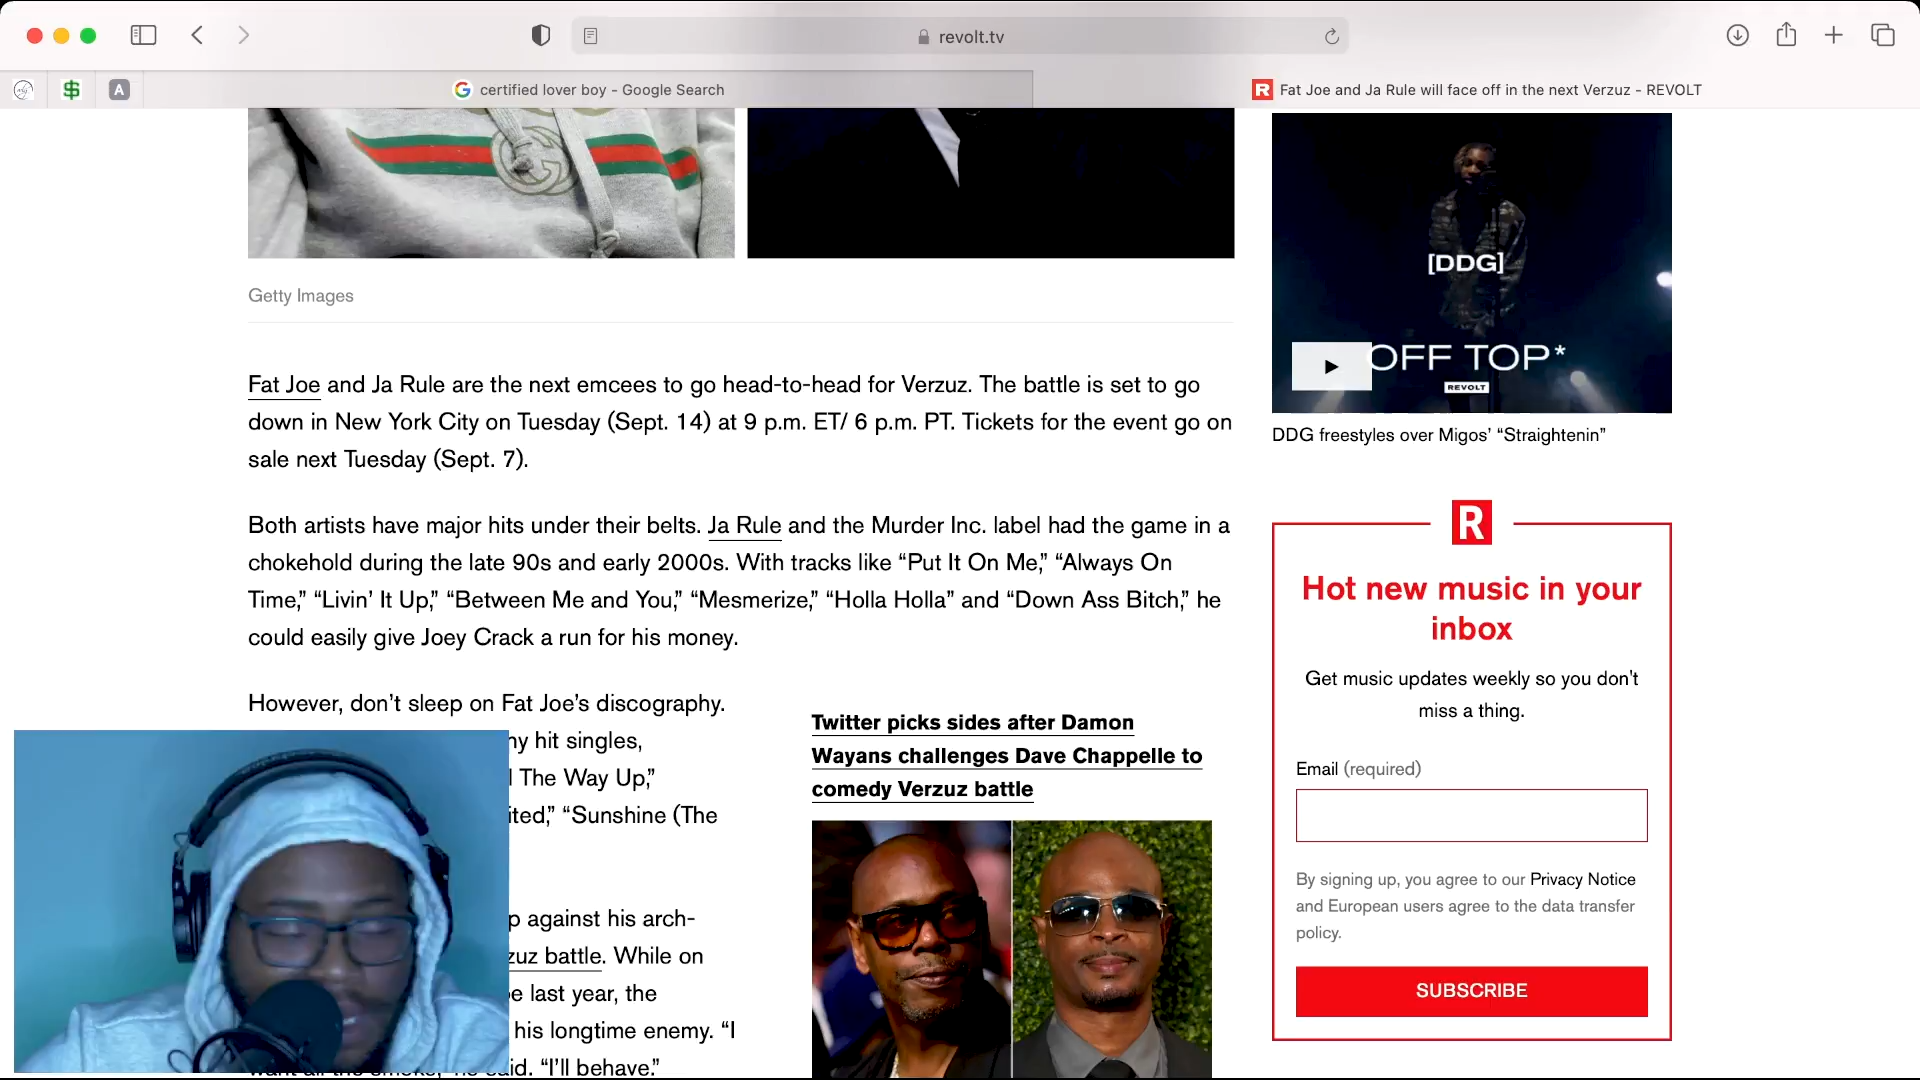 revolt.tv
A
certified lover boy - Google Search
R
Fat Joe and Ja Rule will face off in the next Verzuz - REVOLT
[DDG]
OFF TOP*
REVOLT
DDG freestyles over Migos’ “Straightenin”
Getty Images
Fat Joe and Ja Rule are the next emcees to go head-to-head for Verzuz. The battle is set to go
down in New York City on Tuesday (Sept. 14) at 9 p.m. ET/ 6 p.m. PT. Tickets for the event go on
sale next Tuesday (Sept. 7).
Both artists have major hits under their belts. Ja Rule and the Murder Inc. label had the game in a
chokehold during the late 90s and early 2000s. With tracks like “Put It On Me,” “Always On
Time,” “Livin’ It Up,” “Between Me and You,” “Mesmerize,” “Holla Holla” and “Down Ass Bitch,” he
could easily give Joey Crack a run for his money.
However, don’t sleep on Fat Joe’s discography.
hit singles,
The Way Up,”
“Sunshine (The
against his arch-
battle. While on
last year, the
his longtime enemy. “I
“I’ll behave.”
Twitter picks sides after Damon
Wayans challenges Dave Chappelle to
comedy Verzuz battle
R
Hot new music in your
inbox
Get music updates weekly so you don't
miss a thing.
Email (required)
By signing up, you agree to our Privacy Notice
and European users agree to the data transfer
policy.
SUBSCRIBE